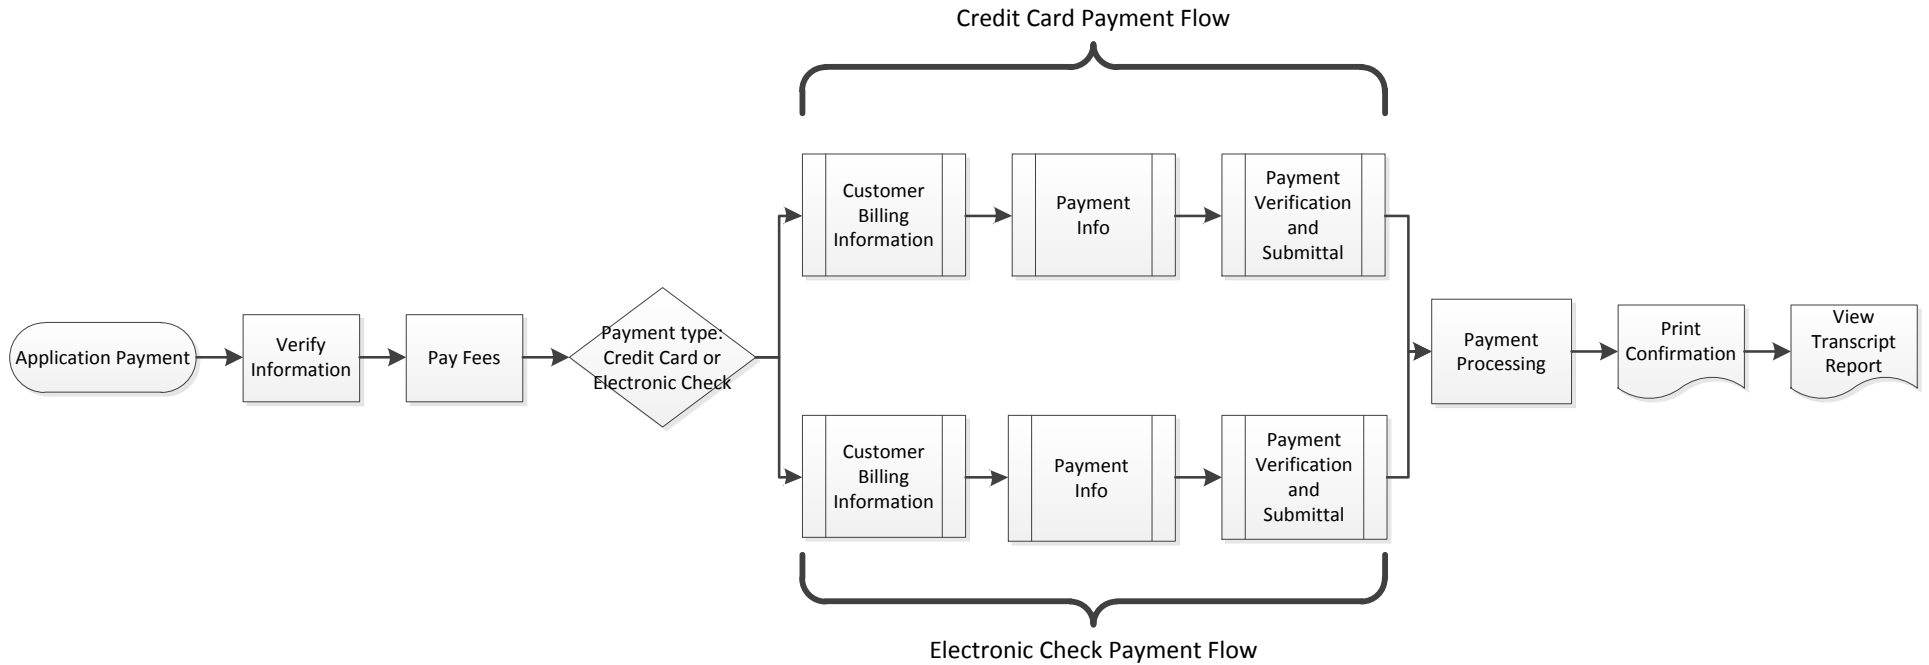 Credit Card Payment Flow
Application Payment
Verify
Information
Pay Fees
Payment type:
Credit Card or
Electronic Check
Customer
Billing
Information
Payment
Info
Payment
Verification
and
Submittal
Customer
Billing
Information
Payment
Info
Payment
Verification
and
Submittal
Payment
Processing
Print
Confirmation
View
Transcript
Report
Electronic Check Payment Flow